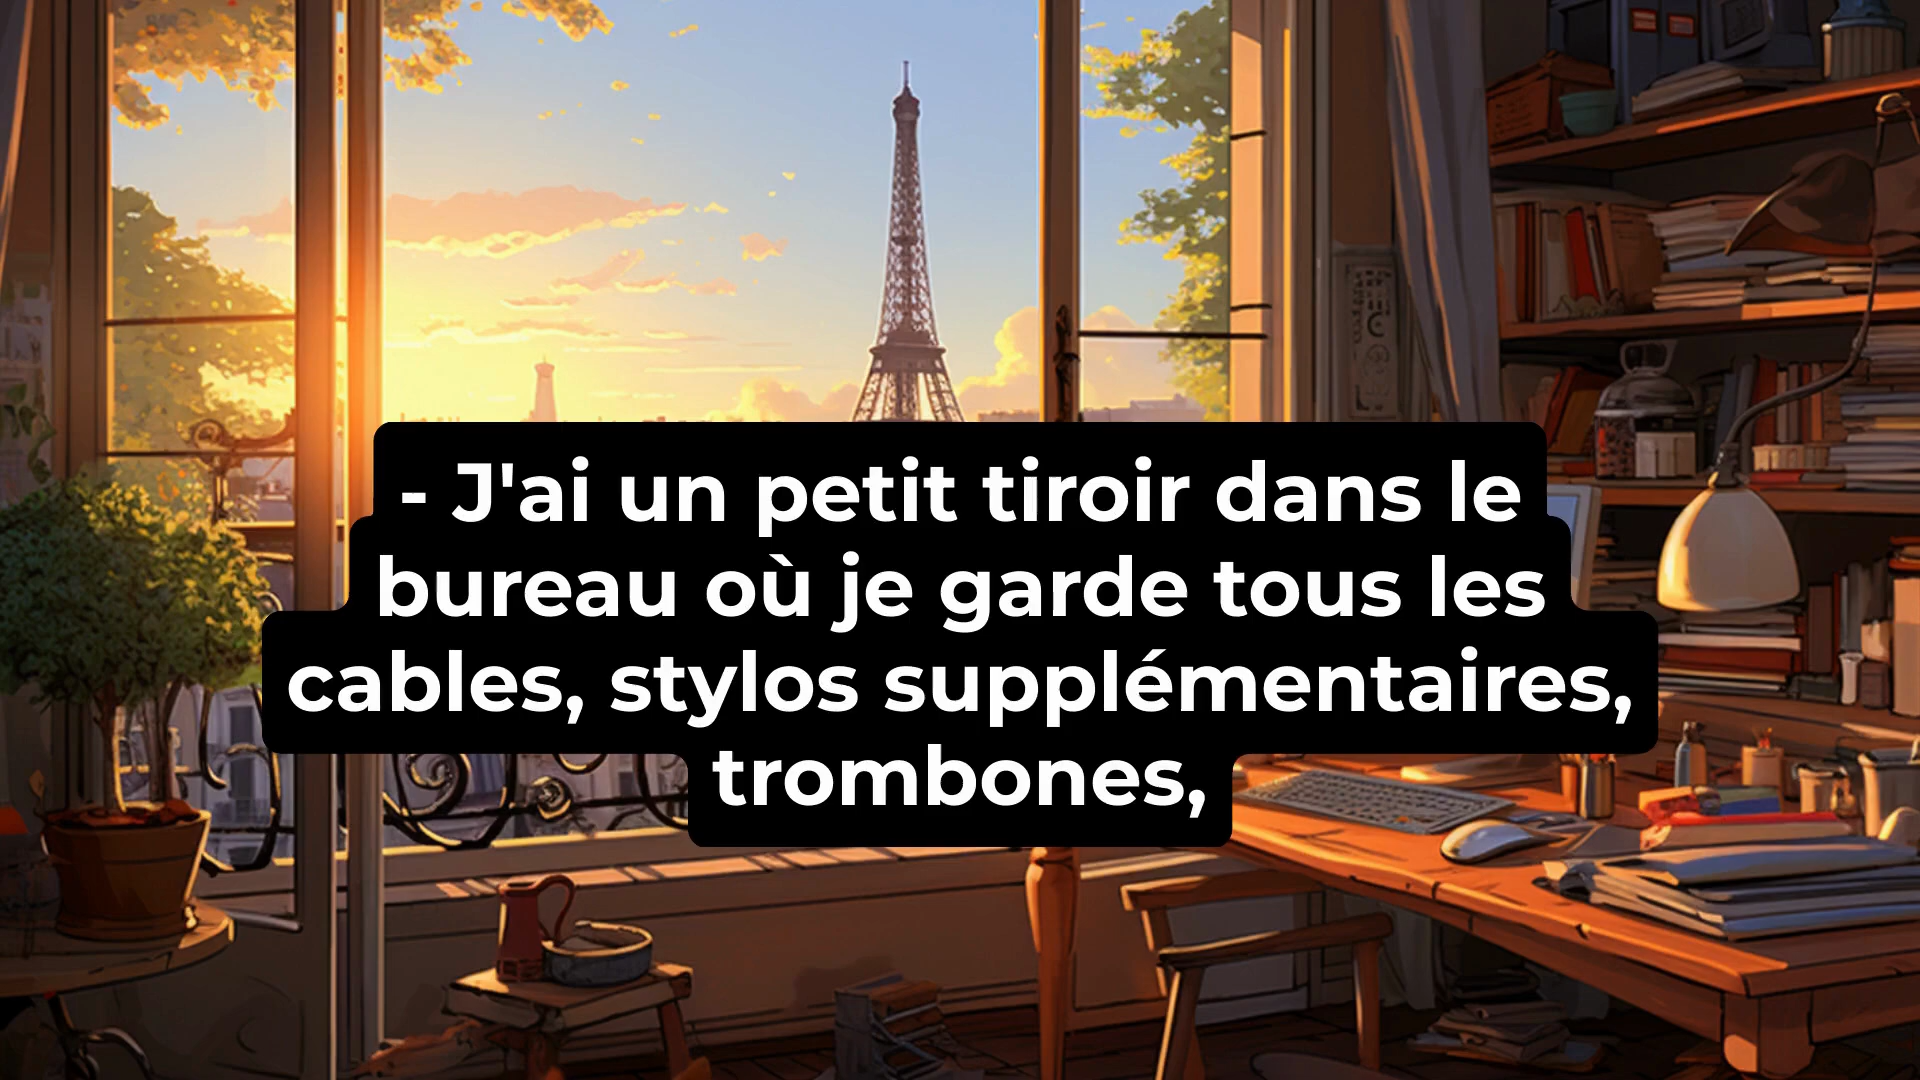 - J'ai un petit tiroir dans le
bureau où je garde tous les
cables, stylos supplémentaires,
trombones,